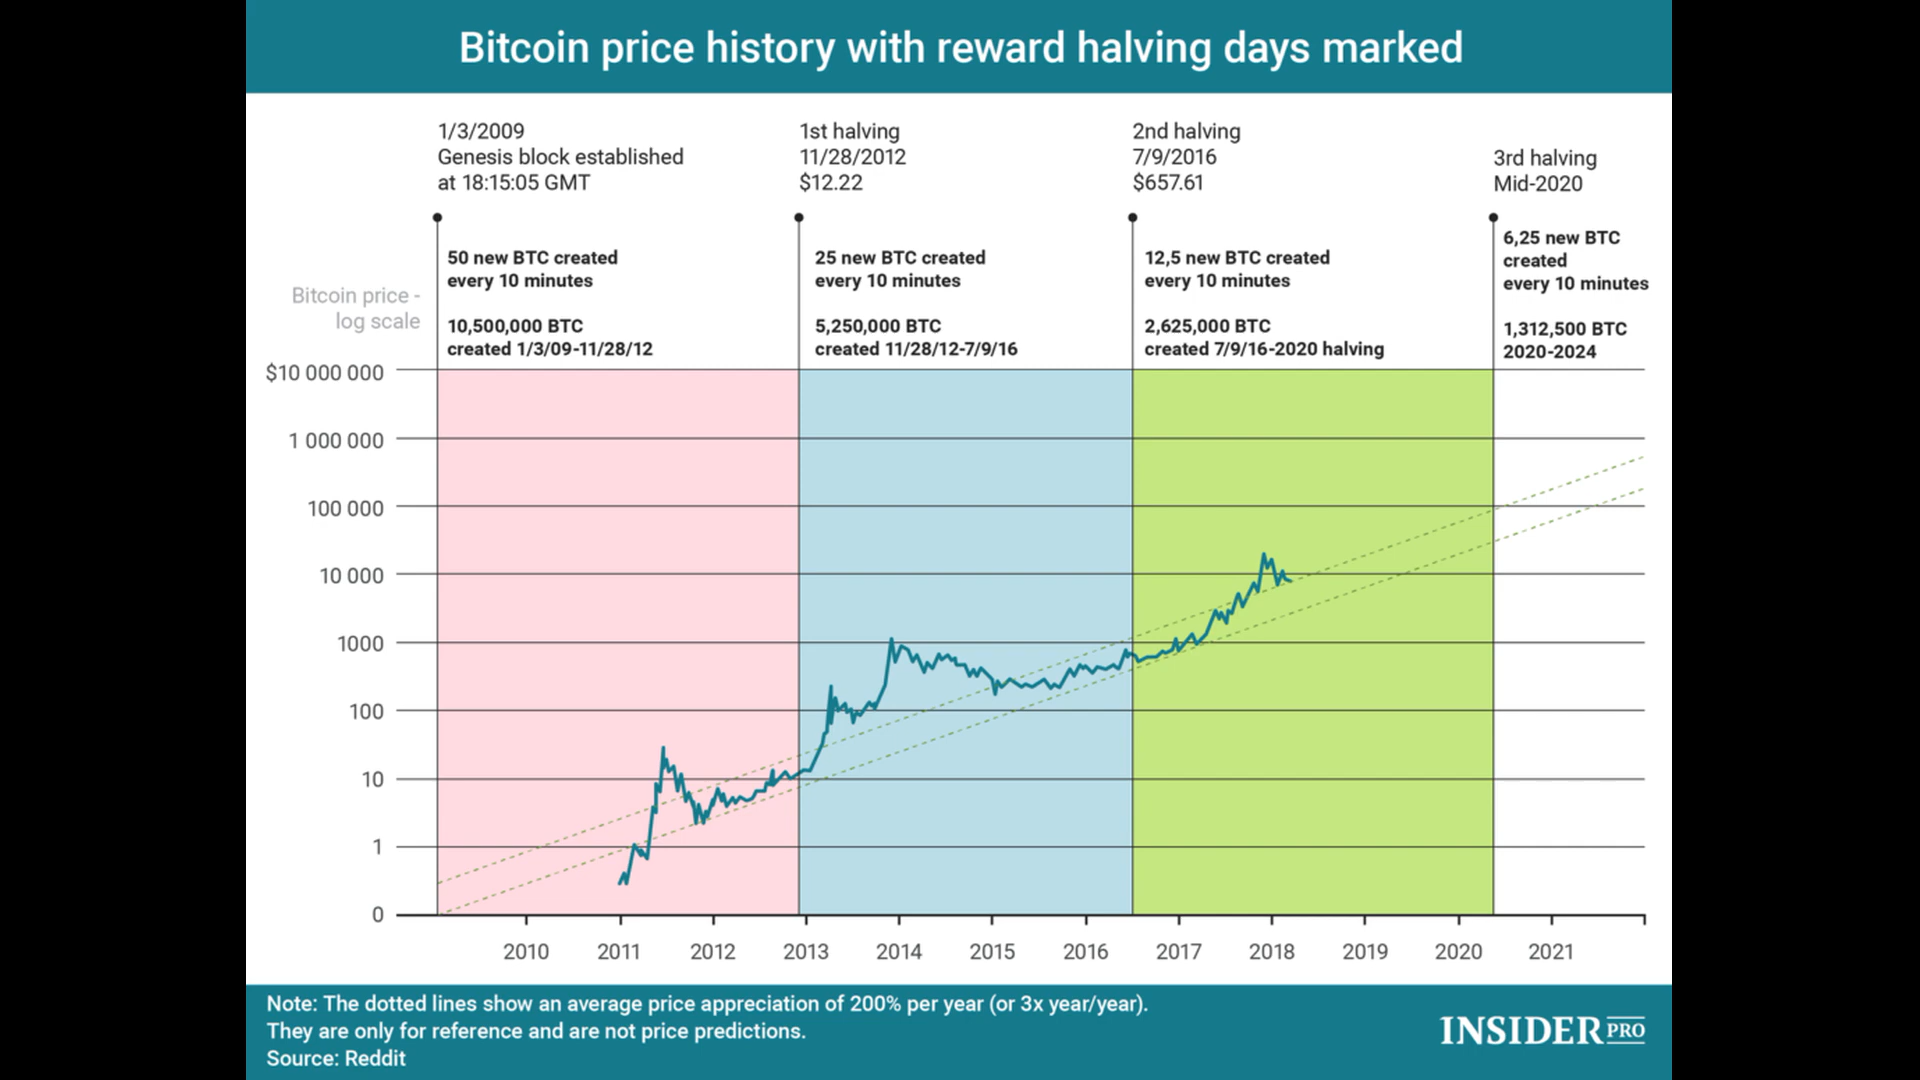 Bitcoin price history with reward halving days marked
1/3/2009
Genesis block established
at 18:15:05 GMT
1st halving
11/28/2012
$12.22
2nd halving
7/9/2016
$657.61
3rd halving
Mid-2020
50 new BTC created
every 10 minutes
10,500,000 BTC
created 1/3/09-11/28/12
25 new BTC created
every 10 minutes
5,250,000 BTC
created 11/28/12-7/9/16
12,5 new BTC created
every 10 minutes
2,625,000 BTC
created 7/9/16-2020 halving
6,25 new BTC
created
every 10 minutes
1,312,500 BTC
2020-2024
Bitcoin price -
log scale
$10 000 000
1 000 000
100 000
10 000
1000
100
10
1
0
2010 2011 2012 2013 2014 2015 2016 2017 2018 2019 2020 2021
Note: The dotted lines show an average price appreciation of 200% per year (or 3x year/year).
They are only for reference and are not price predictions.
Source: Reddit
INSIDER PRO